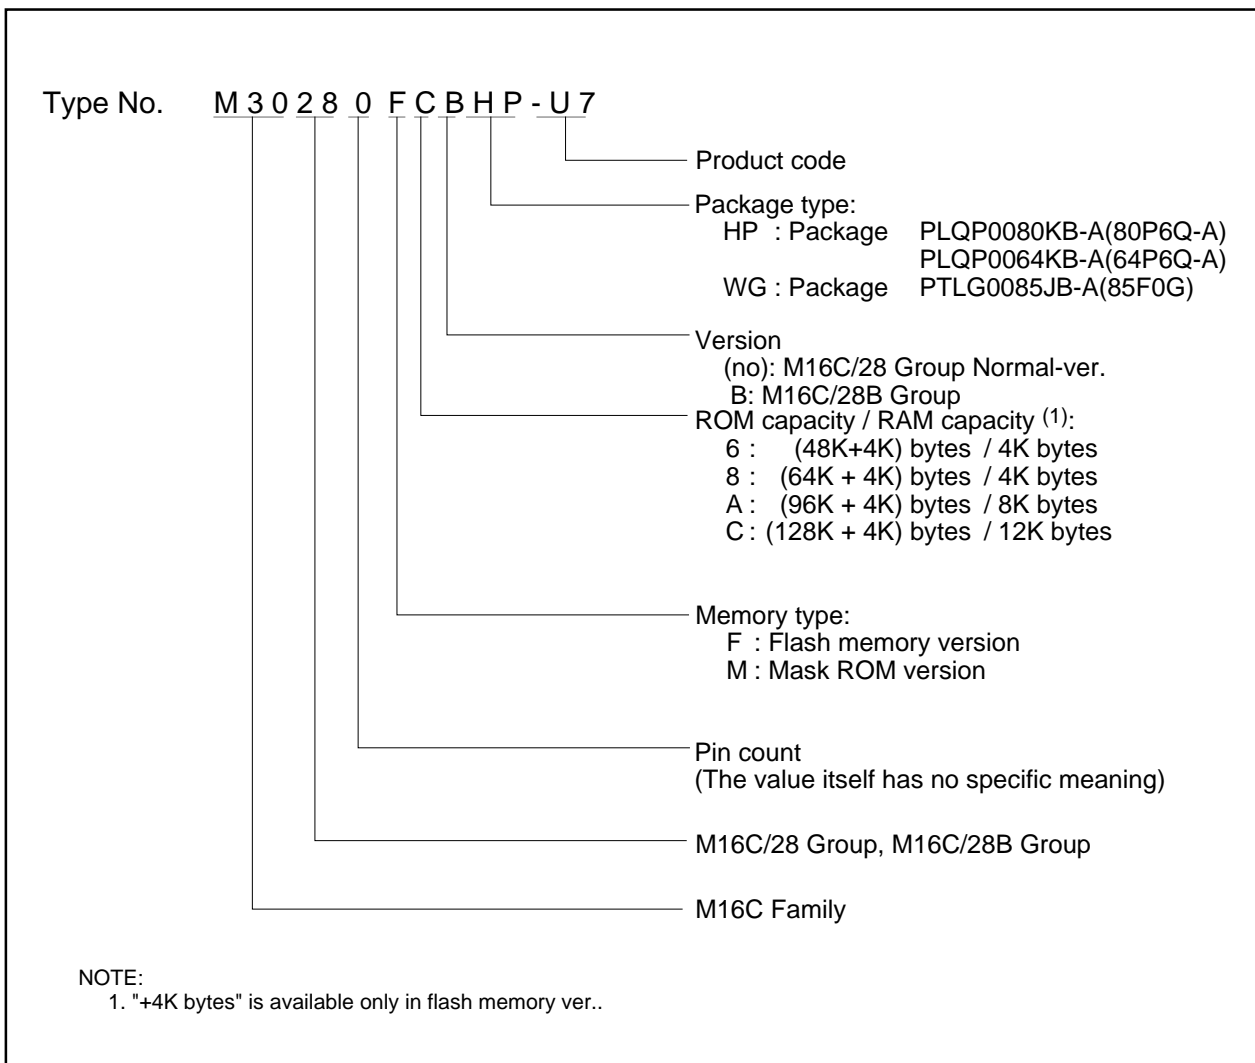 Type No. M 3 0 2 8 0 F C B H P - U 7
Product code
Package type:
HP : Package PLQP0080KB-A(80P6Q-A)
PLQP0064KB-A(64P6Q-A)
WG : Package PTLG0085JB-A(85F0G)
Version
(no): M16C/28 Group Normal-ver.
B: M16C/28B Group
ROM capacity / RAM capacity (1):
6 : (48K+4K) bytes / 4K bytes
8 : (64K + 4K) bytes / 4K bytes
A : (96K + 4K) bytes / 8K bytes
C : (128K + 4K) bytes / 12K bytes
Memory type:
F : Flash memory version
M : Mask ROM version
Pin count
(The value itself has no specific meaning)
M16C/28 Group, M16C/28B Group
M16C Family
NOTE:
1. "+4K bytes" is available only in flash memory ver..